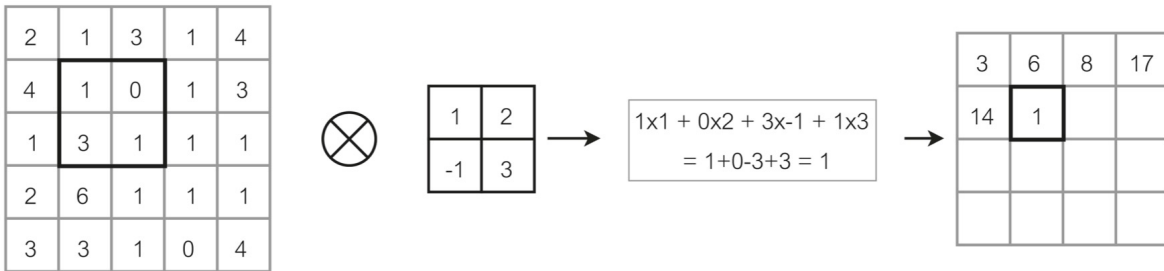 2 1 3 1 4
4 1 0 1 3
1 3 1 1 1
2 6 1 1 1
3 3 1 0 4
1 2
-1 3
1x1 + 0x2 + 3x-1 + 1x3
= 1+0-3+3 = 1
3 6 8 17
14 1